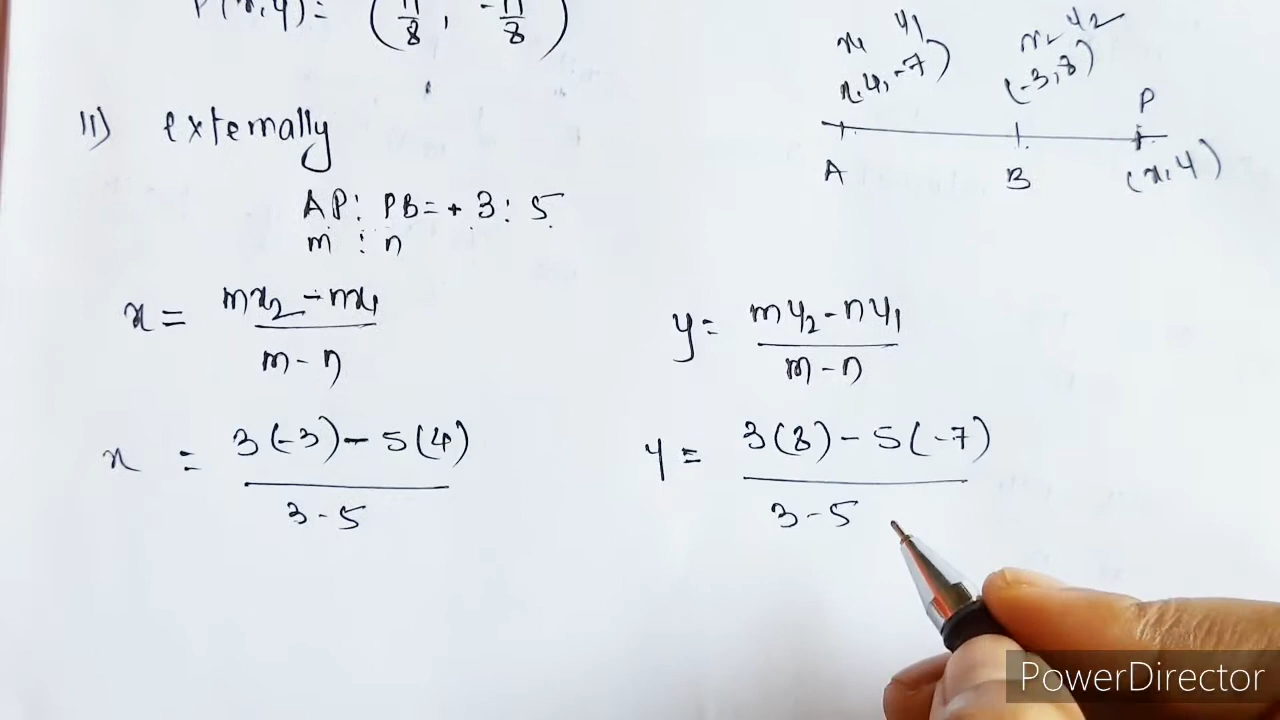 P(x,y) = (11/8, -11/8)
x1 y1
x2 y2
(4,-7)
(-3,8)
P
A
B
(x,y)
II) externally
AP: PB = + 3 : 5
m : n
x = mx2 - nx1 / m - n
y = my2 - ny1 / m - n
x = 3(-3) - 5(4) / 3 - 5
y = 3(8) - 5(-7) / 3 - 5
PowerDirector